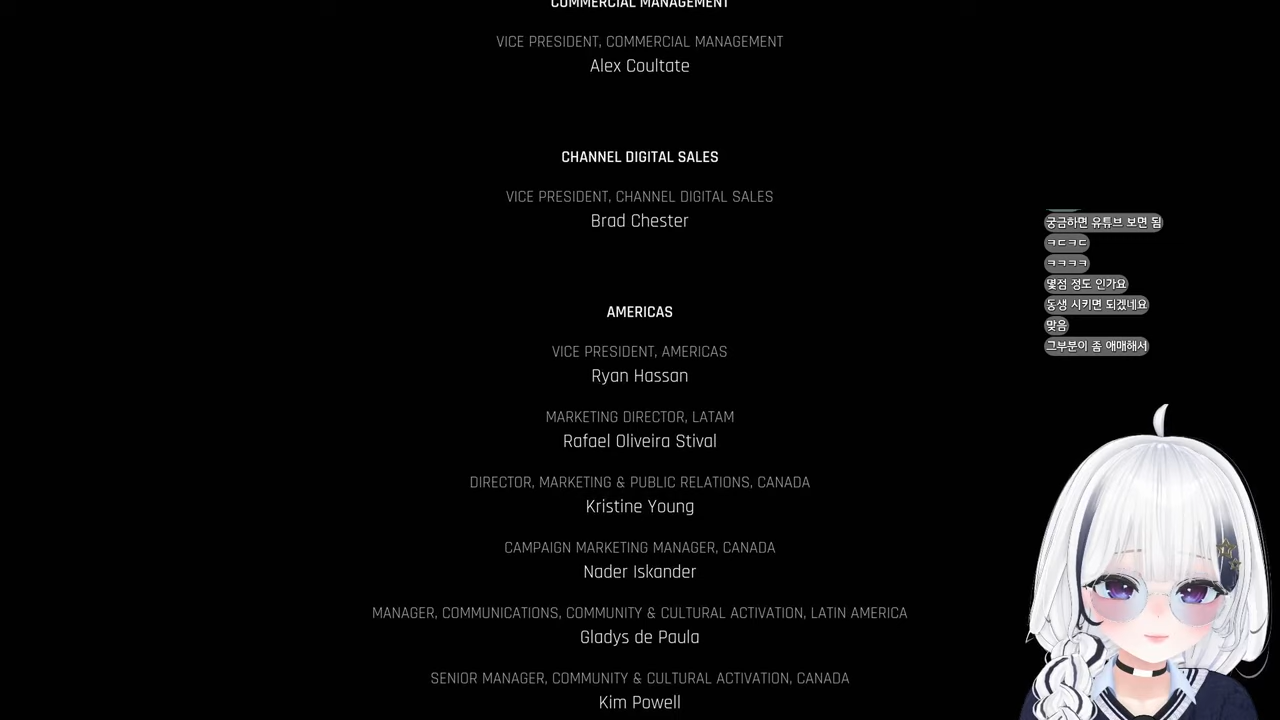 COMMERCIAL MANAGEMENT
VICE PRESIDENT, COMMERCIAL MANAGEMENT
Alex Coultate
CHANNEL DIGITAL SALES
VICE PRESIDENT, CHANNEL DIGITAL SALES
Brad Chester
AMERICAS
VICE PRESIDENT, AMERICAS
Ryan Hassan
MARKETING DIRECTOR, LATAM
Rafael Oliveira Stival
DIRECTOR, MARKETING & PUBLIC RELATIONS, CANADA
Kristine Young
CAMPAIGN MARKETING MANAGER, CANADA
Nader Iskander
MANAGER, COMMUNICATIONS, COMMUNITY & CULTURAL ACTIVATION, LATIN AMERICA
Gladys de Paula
SENIOR MANAGER, COMMUNITY & CULTURAL ACTIVATION, CANADA
Kim Powell
궁금하면 유튜브 보면 됨
ㅋㄷㅋㄷ
ㅋㅋㅋㅋ
몇점 정도 인가요
동생 시키면 되겠네요
맞음
그부분이 좀 애매해서